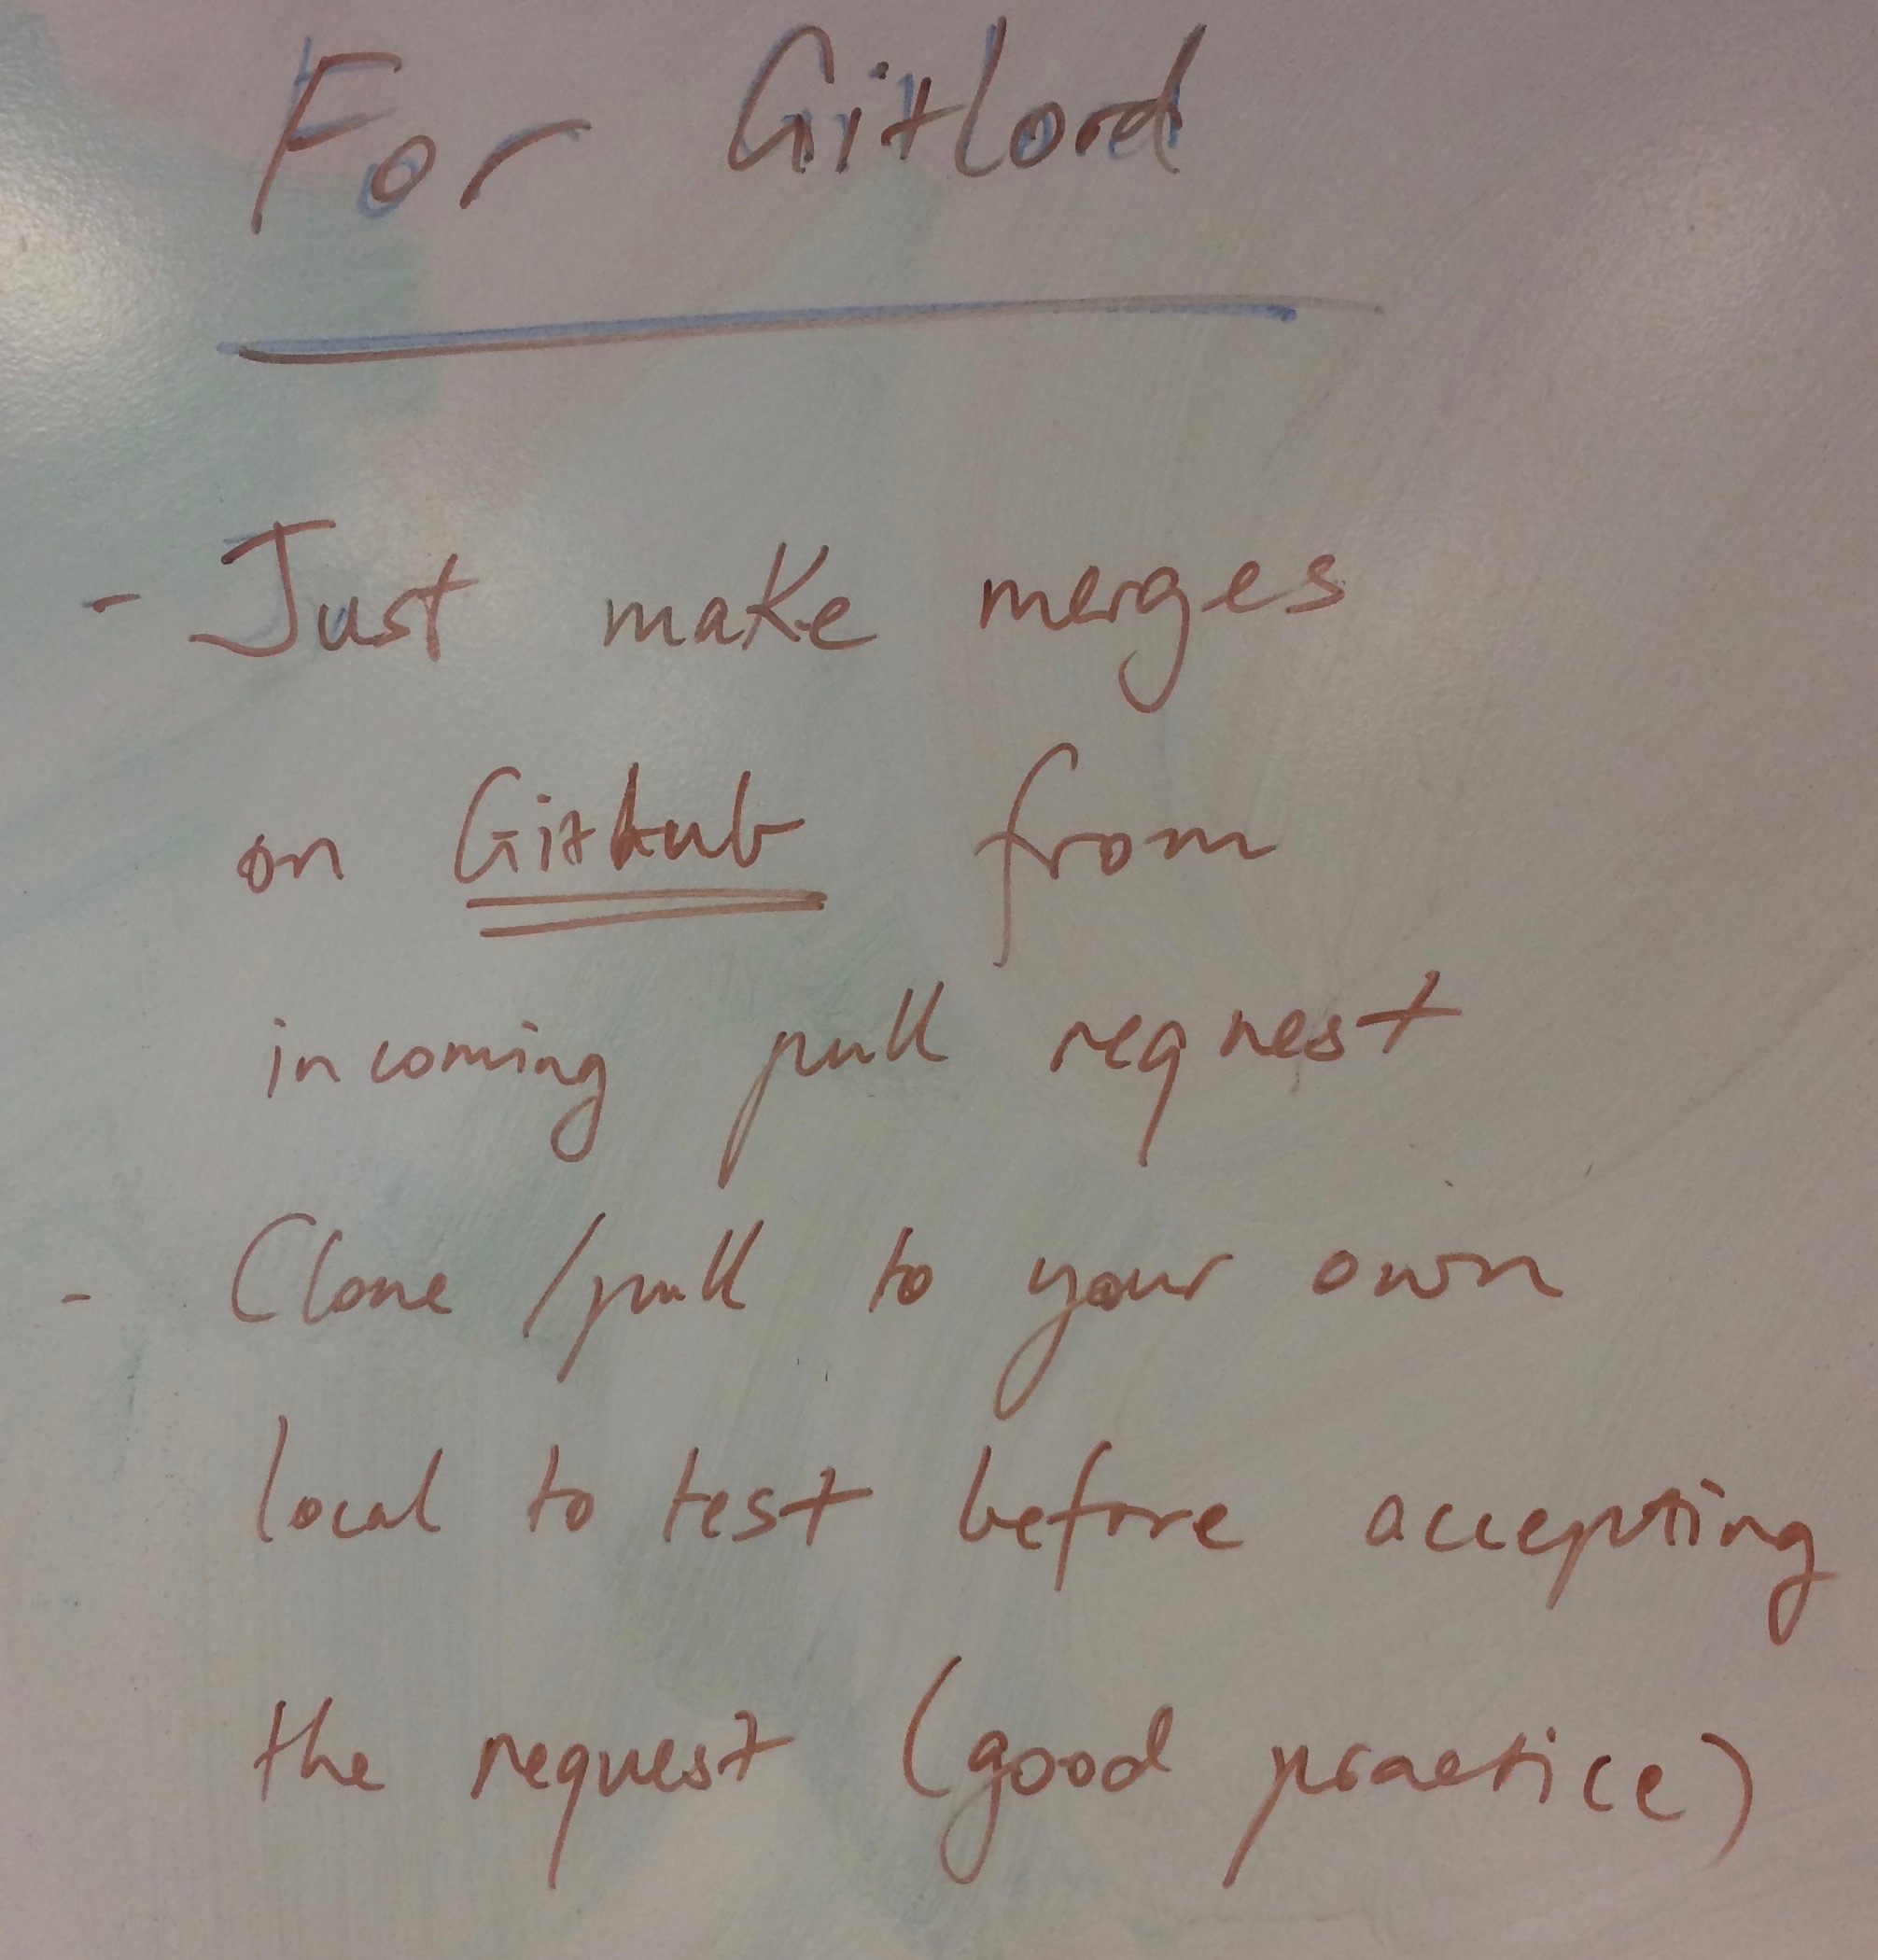 For Gitlord
- Just make merges
on Github from
incoming pull request
- Clone /pull to your own
local to test before accepting
the request (good practice)